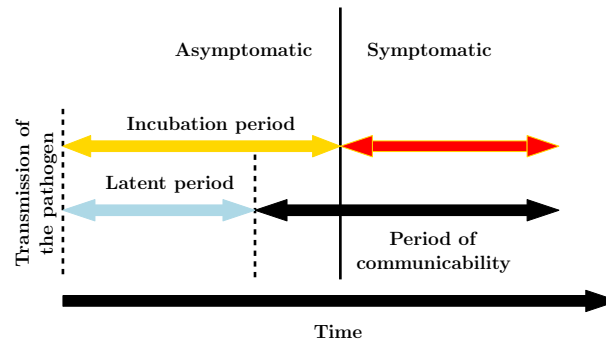 Asymptomatic
Symptomatic
Transmission of
the pathogen
Incubation period
Latent period
Period of
communicability
Time